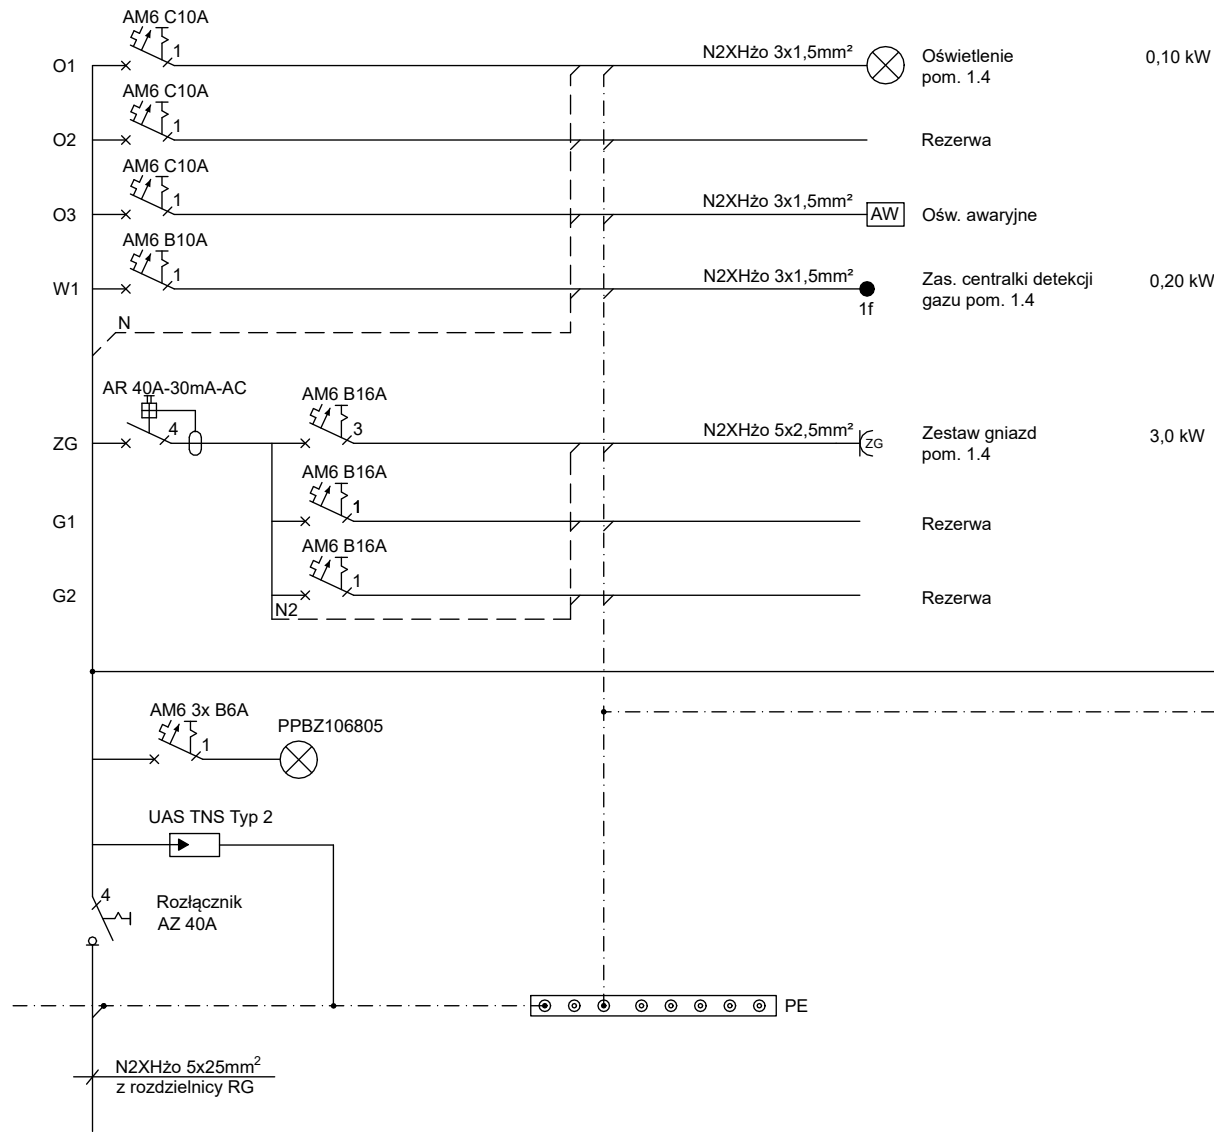 AM6 C10A
O1
1
N2XHżo 3x1,5mm²
Oświetlenie
pom. 1.4
0,10 kW
AM6 C10A
O2
1
Rezerwa
AM6 C10A
O3
1
N2XHżo 3x1,5mm²
AW
Ośw. awaryjne
AM6 B10A
W1
1
N2XHżo 3x1,5mm²
1f
Zas. centralki detekcji
gazu pom. 1.4
0,20 kW
N
AR 40A-30mA-AC
ZG
4
AM6 B16A
3
N2XHżo 5x2,5mm²
ZG
Zestaw gniazd
pom. 1.4
3,0 kW
AM6 B16A
G1
1
Rezerwa
AM6 B16A
G2
1
Rezerwa
N2
AM6 3x B6A
1
PPBZ106805
UAS TNS Typ 2
4
Rozłącznik
AZ 40A
PE
N2XHżo 5x25mm²
z rozdzielnicy RG